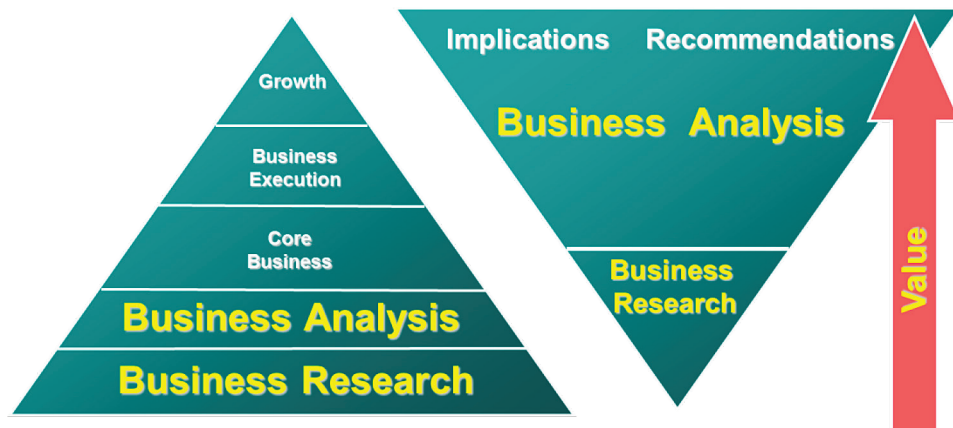 Growth
Business
Execution
Core
Business
Business Analysis
Business Research
Implications Recommendations
Business Analysis
Business
Research
Value